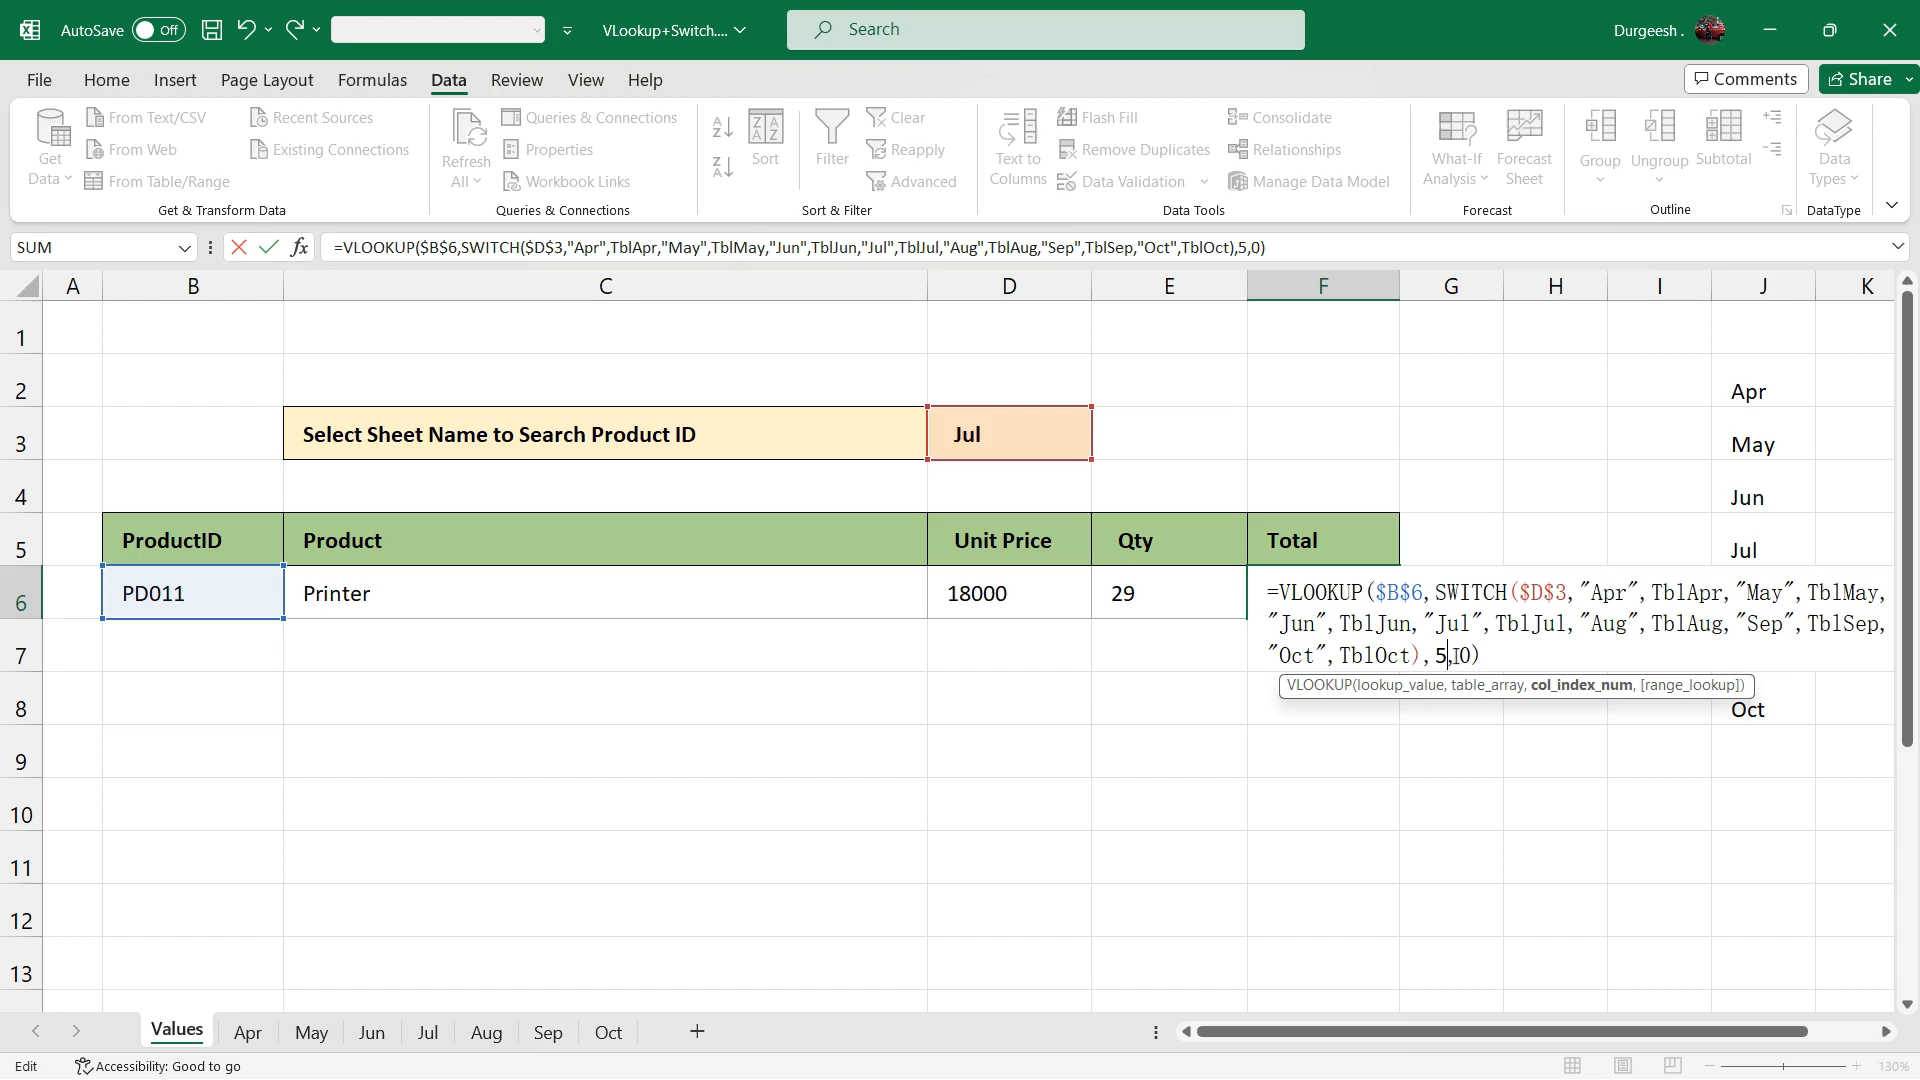 AutoSave Off VLookup+Switch.... Search Durgeesh .
File Home Insert Page Layout Formulas Data Review View Help Comments Share
Get Data
From Text/CSV
From Web
From Table/Range
Recent Sources
Existing Connections
Get & Transform Data
Refresh All
Queries & Connections
Properties
Workbook Links
Queries & Connections
Sort
Filter
Clear
Reapply
Advanced
Sort & Filter
Text to Columns
Flash Fill
Remove Duplicates
Data Validation
Consolidate
Relationships
Manage Data Model
Data Tools
What-If Analysis
Forecast Sheet
Forecast
Group
Ungroup
Subtotal
Outline
Data Types
DataType
SUM fx =VLOOKUP($B$6,SWITCH($D$3,"Apr",TblApr,"May",TblMay,"Jun",TblJun,"Jul",TblJul,"Aug",TblAug,"Sep",TblSep,"Oct",TblOct),5,0)
A B C D E F G H I J K
1
2 Apr
3 Select Sheet Name to Search Product ID Jul May
4 Jun
5 ProductID Product Unit Price Qty Total Jul
6 PD011 Printer 18000 29 =VLOOKUP($B$6,SWITCH($D$3,"Apr",TblApr,"May",TblMay,
"Jun",TblJun,"Jul",TblJul,"Aug",TblAug,"Sep",TblSep,
7 "Oct",TblOct),5,0)
VLOOKUP(lookup_value, table_array, col_index_num, [range_lookup])
8 Oct
9
10
11
12
13
Values Apr May Jun Jul Aug Sep Oct
Edit Accessibility: Good to go 130%